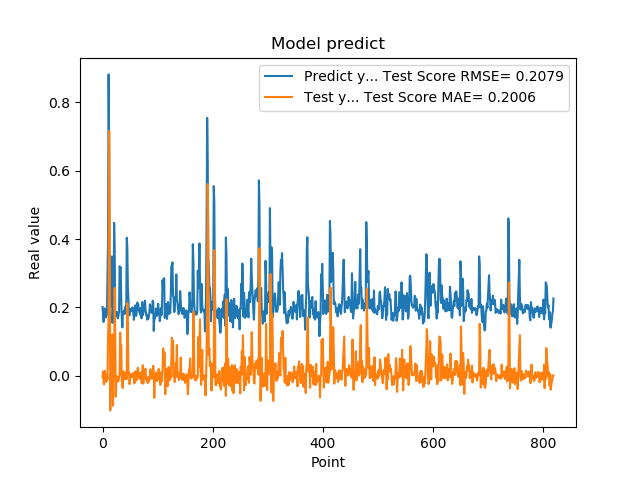 Model predict
Predict y... Test Score RMSE= 0.2079
Test y... Test Score MAE= 0.2006
Real value
0.8
0.6
0.4
0.2
0.0
0 200 400 600 800
Point